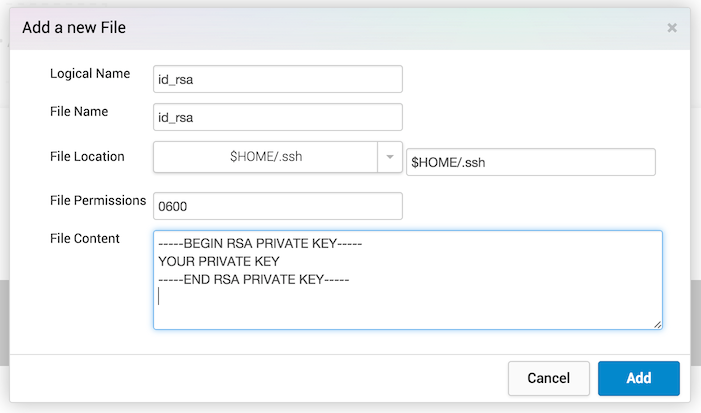 Add a new File ×
Logical Name id_rsa
File Name id_rsa
File Location $HOME/.ssh $HOME/.ssh
File Permissions 0600
File Content -----BEGIN RSA PRIVATE KEY-----
YOUR PRIVATE KEY
-----END RSA PRIVATE KEY-----
Cancel Add